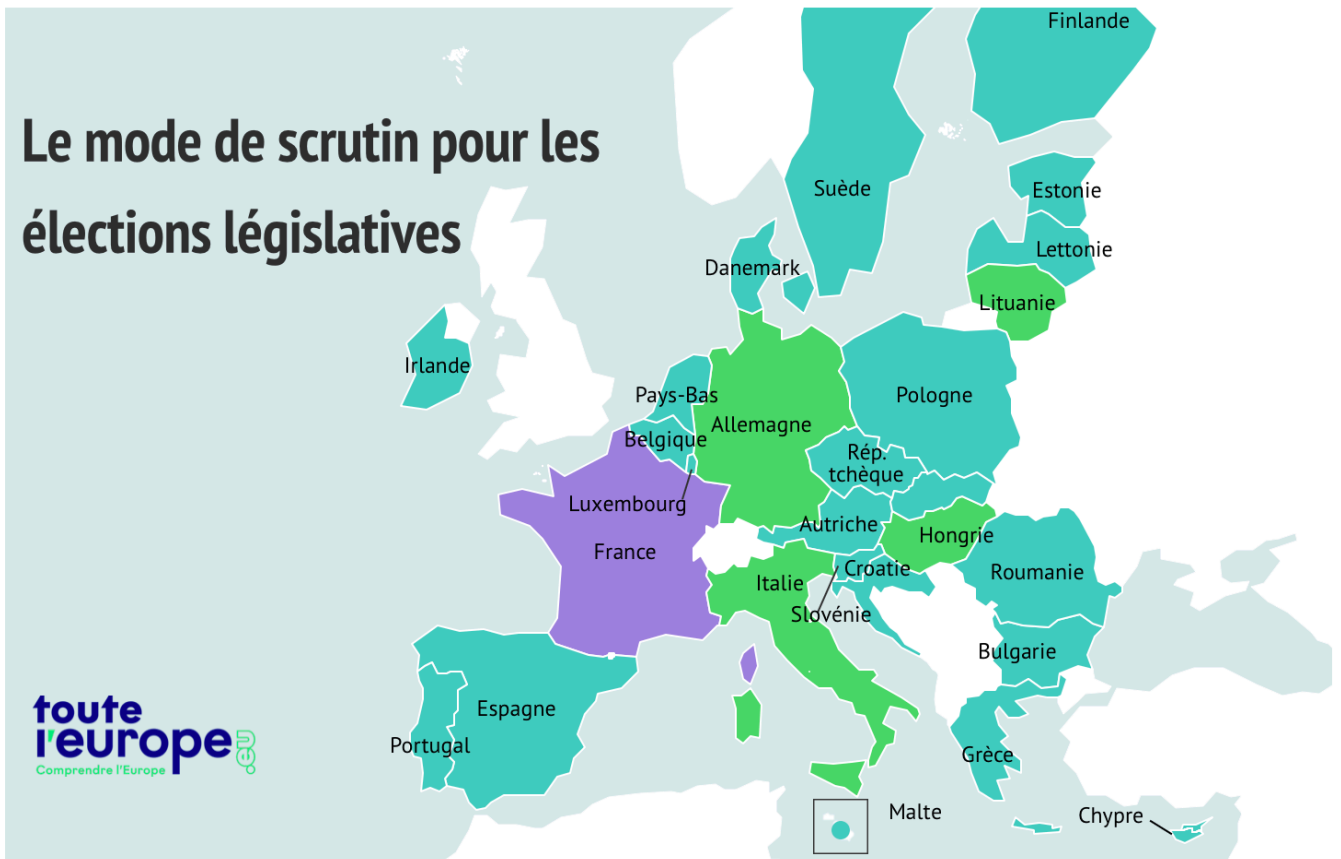 Finlande
Le mode de scrutin pour les
élections législatives
Suède
Estonie
Lettonie
Danemark
Lituanie
Irlande
Pays-Bas
Pologne
Allemagne
Belgique
Rép.
tchèque
Luxembourg
Autriche
Hongrie
France
Croatie
Roumanie
Italie
Slovénie
Bulgarie
Espagne
toute
l'europe
.eu
Comprendre l'Europe
Portugal
Grèce
Malte
Chypre